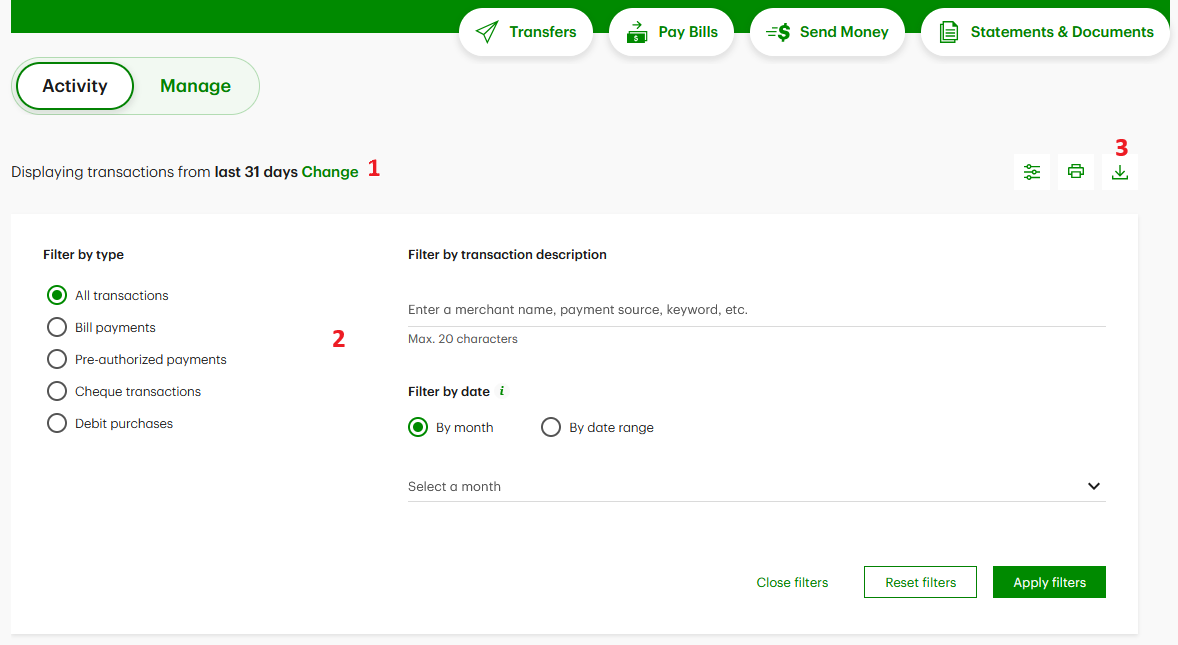 Transfers
Pay Bills
Send Money
Statements & Documents
Activity
Manage
3
Displaying transactions from last 31 days Change 1
Filter by type
All transactions
Bill payments
Pre-authorized payments
Cheque transactions
Debit purchases
2
Filter by transaction description
Enter a merchant name, payment source, keyword, etc.
Max. 20 characters
Filter by date i
By month
By date range
Select a month
Close filters
Reset filters
Apply filters